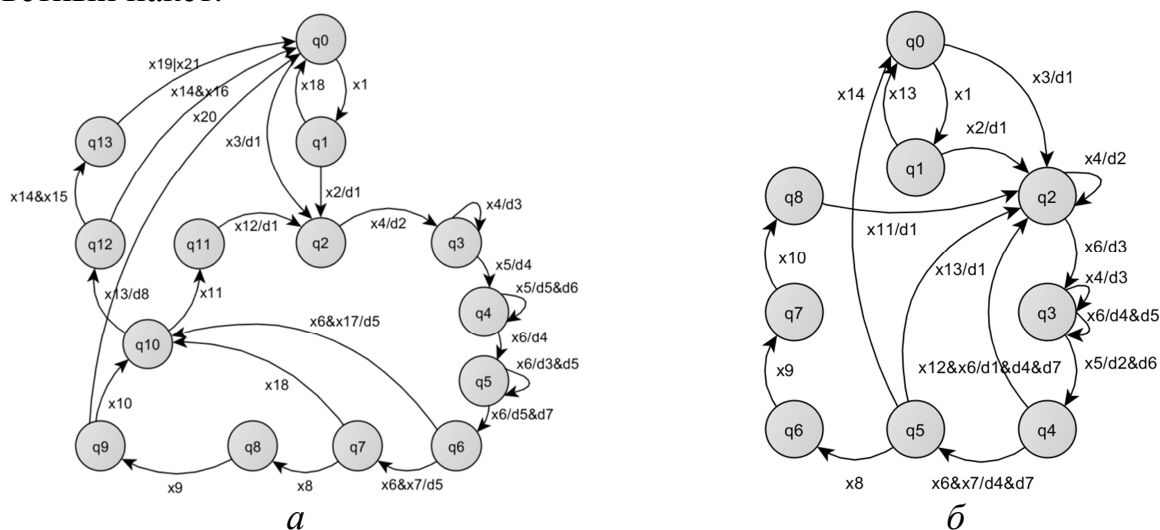 q0
x19|x21
x14&x16
x20
x18
x1
q13
x3/d1
q1
x14&x15
x2/d1
q12
q11
x12/d1
q2
x4/d2
q3
x4/d3
x5/d4
x13/d8
x11
q4
x5/d5&d6
q10
x6&x17/d5
x6/d4
q5
x6/d3&d5
x18
x10
x6/d5&d7
q9
q8
q7
q6
x9
x8
x6&x7/d5
а
q0
x3/d1
x14
x13
x1
x2/d1
q1
x4/d2
q8
q2
x11/d1
x10
x13/d1
x6/d3
x4/d3
q7
q3
x6/d4&d5
x9
x12&x6/d1&d4&d7
x5/d2&d6
q6
q5
q4
x8
x6&x7/d4&d7
б